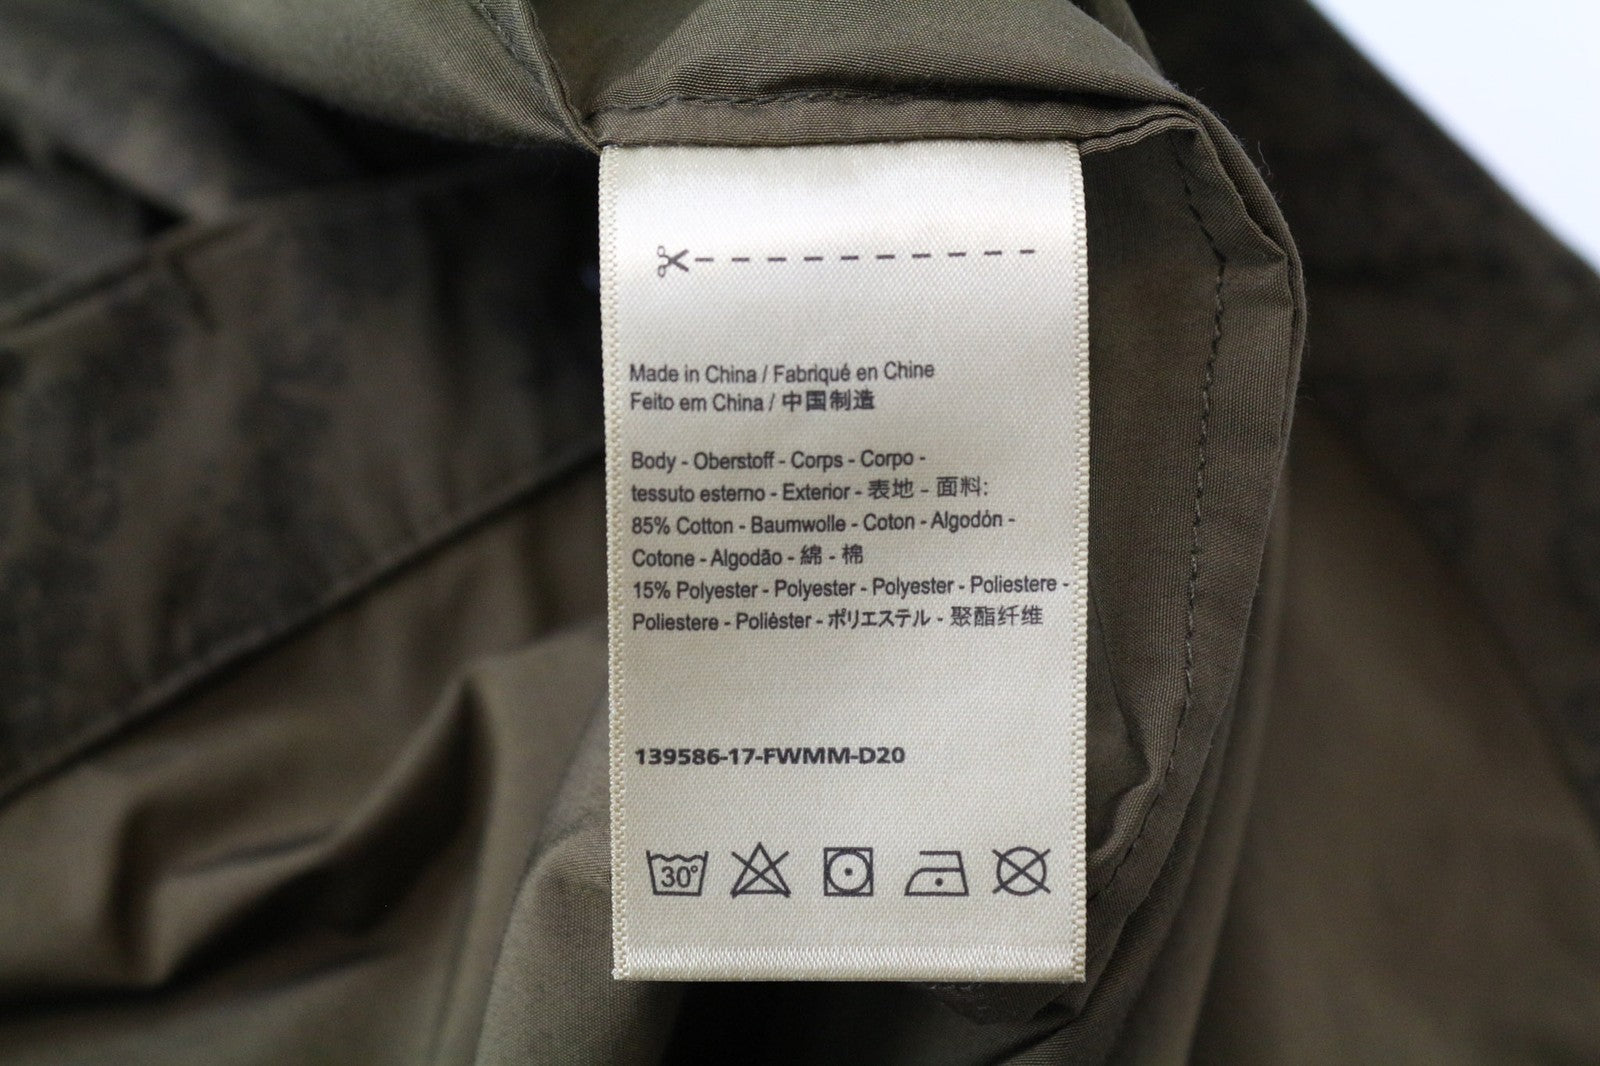 Made in China / Fabriqué en Chine
Feito em China / 中国制造
Body - Oberstoff - Corps - Corpo -
tessuto esterno - Exterior - 表地 - 面料:
85% Cotton - Baumwolle - Coton - Algodón -
Cotone - Algodão - 綿 - 棉
15% Polyester - Polyester - Polyester - Poliestere -
Poliestere - Poliéster - ポリエステル - 聚酯纤维
139586-17-FWMM-D20
30°